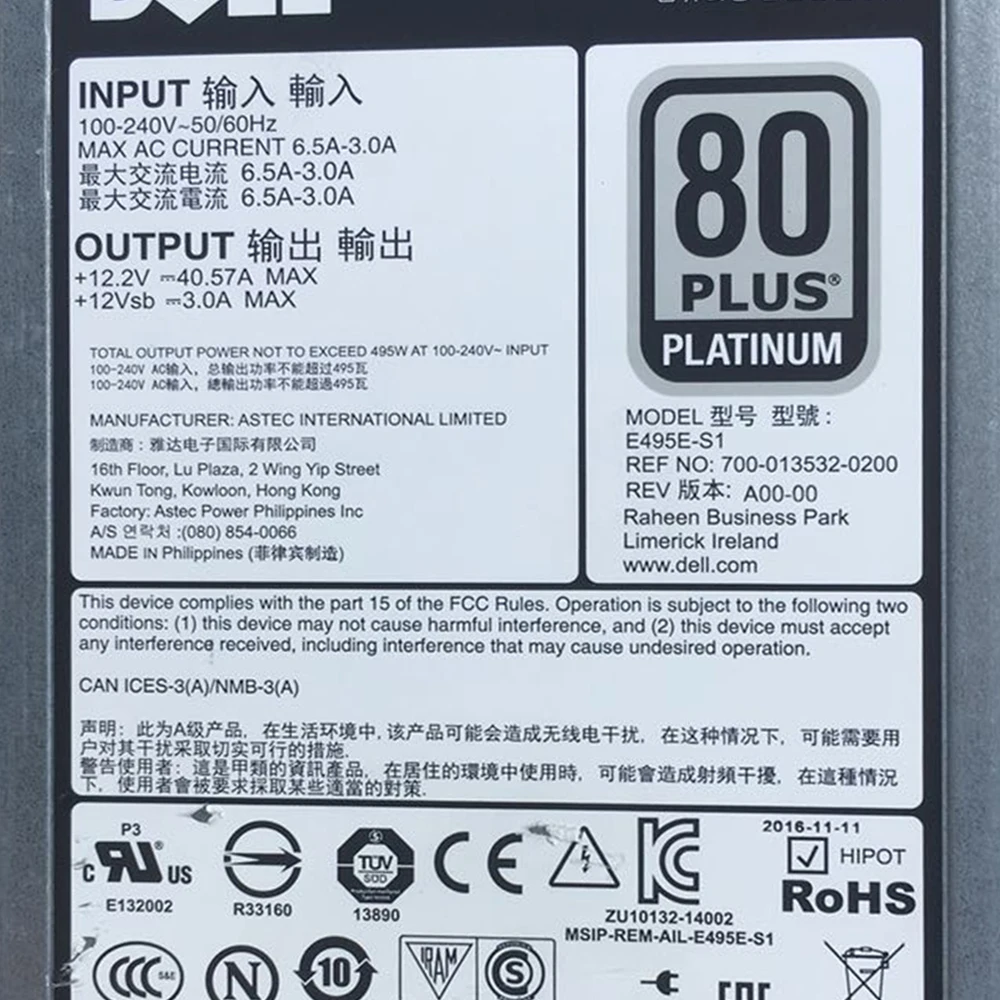 DELL
INPUT 输入 輸入
100-240V~50/60Hz
MAX AC CURRENT 6.5A-3.0A
最大交流电流 6.5A-3.0A
最大交流電流 6.5A-3.0A
OUTPUT 输出 輸出
+12.2V ⎓40.57A MAX
+12Vsb ⎓3.0A MAX
TOTAL OUTPUT POWER NOT TO EXCEED 495W AT 100-240V~ INPUT
100-240V AC输入，总输出功率不能超过495瓦
100-240V AC輸入，總輸出功率不能超過495瓦
MANUFACTURER: ASTEC INTERNATIONAL LIMITED
制造商：雅达电子国际有限公司
16th Floor, Lu Plaza, 2 Wing Yip Street
Kwun Tong, Kowloon, Hong Kong
Factory: Astec Power Philippines Inc
A/S 연락처 :(080) 854-0066
MADE IN Philippines (菲律宾制造)
80
PLUS®
PLATINUM
MODEL 型号 型號 :
E495E-S1
REF NO: 700-013532-0200
REV 版本: A00-00
Raheen Business Park
Limerick Ireland
www.dell.com
This device complies with the part 15 of the FCC Rules. Operation is subject to the following two
conditions: (1) this device may not cause harmful interference, and (2) this device must accept
any interference received, including interference that may cause undesired operation.
CAN ICES-3(A)/NMB-3(A)
声明：此为A级产品，在生活环境中,该产品可能会造成无线电干扰，在这种情况下，可能需要用
户对其干扰采取切实可行的措施.
警告使用者：這是甲類的資訊產品，在居住的環境中使用時，可能會造成射頻干擾，在這種情況
下，使用者會被要求採取某些適當的對策.
P3
c RU® US
E132002
R33160
TÜV
SÜD
13890
CE
KC
ZU10132-14002
MSIP-REM-AIL-E495E-S1
2016-11-11
HIPOT
RoHS
CCC S&E
N
10
IRAM
S